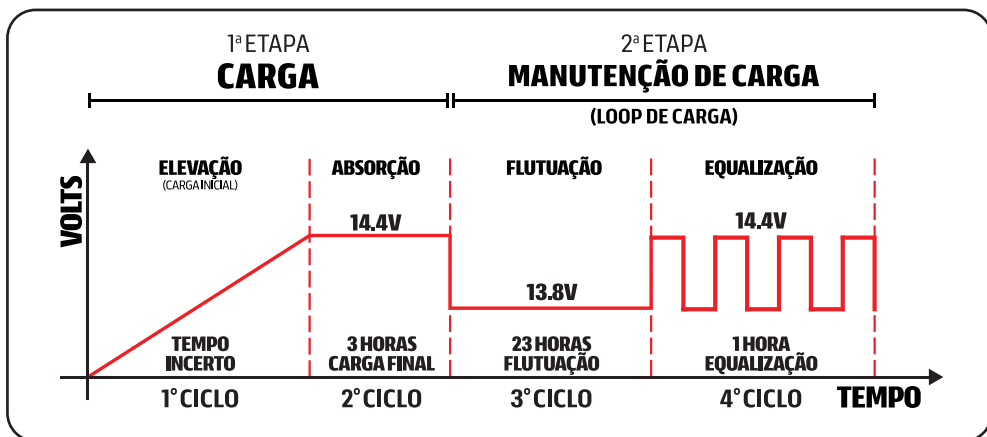 1ª ETAPA
CARGA
2ª ETAPA
MANUTENÇÃO DE CARGA
(LOOP DE CARGA)
VOLTS
ELEVAÇÃO
(CARGA INICIAL)
ABSORÇÃO
FLUTUAÇÃO
EQUALIZAÇÃO
14.4V
13.8V
14.4V
TEMPO
INCERTO
3 HORAS
CARGA FINAL
23 HORAS
FLUTUAÇÃO
1 HORA
EQUALIZAÇÃO
1° CICLO
2° CICLO
3° CICLO
4° CICLO
TEMPO